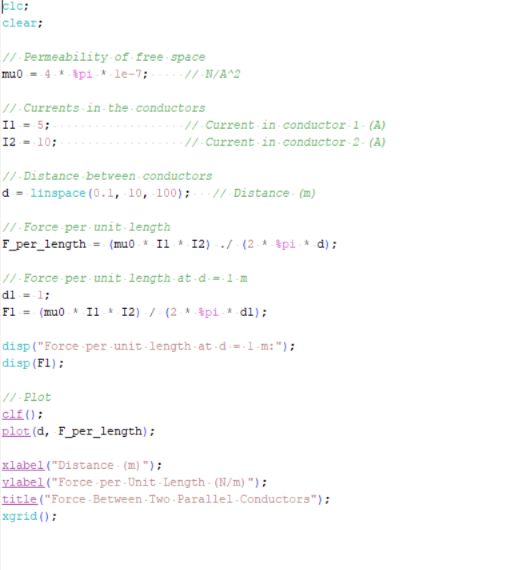 clc;
clear;
// Permeability of free space
mu0 = 4 * %pi * 1e-7; // N/A^2
// Currents in the conductors
I1 = 5; // Current in conductor 1 (A)
I2 = 10; // Current in conductor 2 (A)
// Distance between conductors
d = linspace(0.1, 10, 100); // Distance (m)
// Force per unit length
F_per_length = (mu0 * I1 * I2) ./ (2 * %pi * d);
// Force per unit length at d = 1 m
d1 = 1;
F1 = (mu0 * I1 * I2) / (2 * %pi * d1);
disp("Force per unit length at d = 1 m:");
disp(F1);
// Plot
clf();
plot(d, F_per_length);
xlabel("Distance (m)");
ylabel("Force per Unit Length (N/m)");
title("Force Between Two Parallel Conductors");
xgrid();